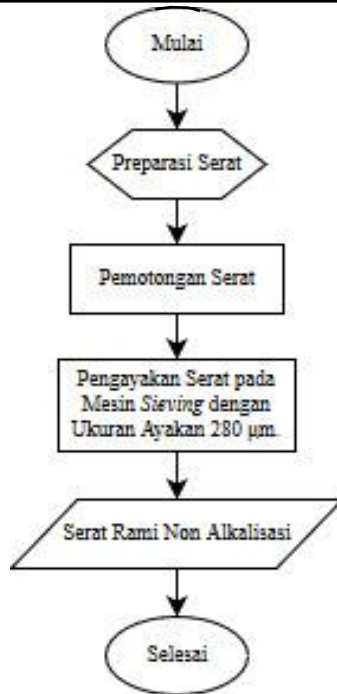 Mulai
Preparasi Serat
Pemotongan Serat
Pengayakan Serat pada
Mesin Sieving dengan
Ukuran Ayakan 280 μm.
Serat Rami Non Alkalisasi
Selesai